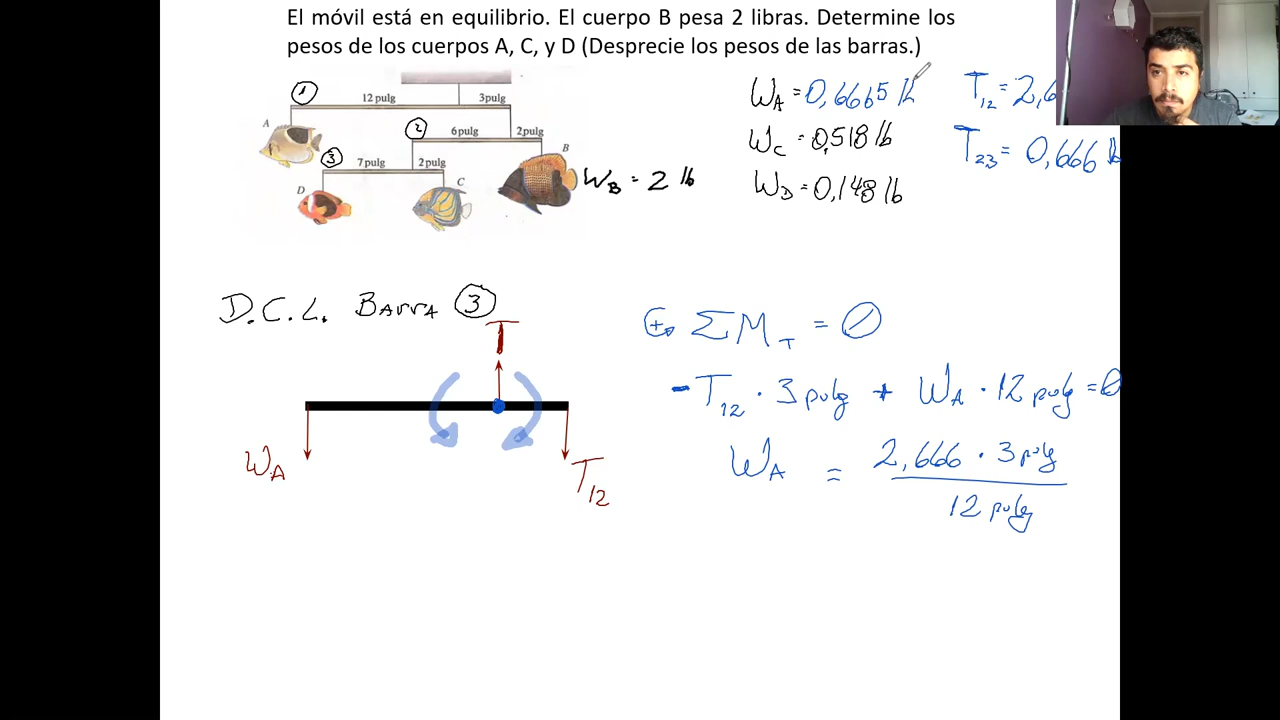 El móvil está en equilibrio. El cuerpo B pesa 2 libras. Determine los
pesos de los cuerpos A, C, y D (Desprecie los pesos de las barras.)
1
12 pulg
3pulg
A
2
6pulg
2pulg
B
3
7 pulg
2pulg
D
C
W_B = 2 lb
W_A = 0,6665 lb
W_C = 0,518 lb
W_D = 0,148 lb
T_12 = 2,6
T_23 = 0,666 lb
D.C.L. BARRA 3
T
W_A
T_12
+ ΣM_T = 0
- T_12 · 3 pulg + W_A · 12 pulg = 0
W_A = 2,666 · 3 pulg
12 pulg